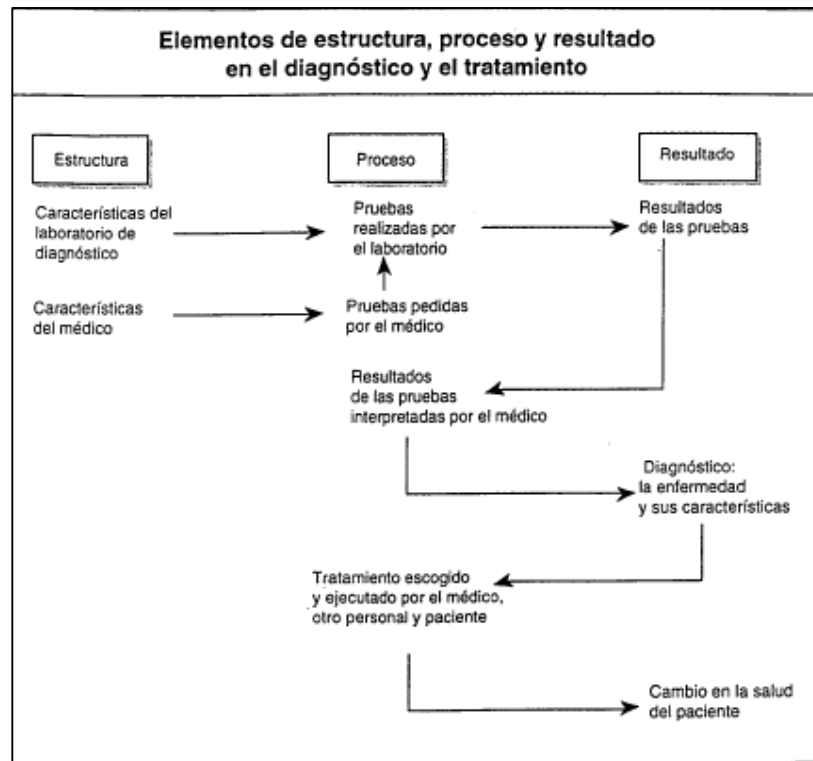 Elementos de estructura, proceso y resultado
en el diagnóstico y el tratamiento
Estructura
Proceso
Resultado
Características del
laboratorio de
diagnóstico
Pruebas
realizadas por
el laboratorio
Resultados
de las pruebas
Características
del médico
Pruebas pedidas
por el médico
Resultados
de las pruebas
interpretadas por el médico
Diagnóstico:
la enfermedad
y sus características
Tratamiento escogido
y ejecutado por el médico,
otro personal y paciente
Cambio en la salud
del paciente